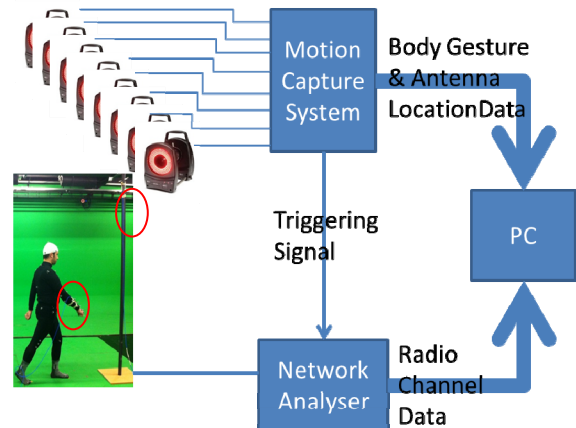 Motion
Capture
System
Body Gesture
& Antenna
LocationData
Triggering
Signal
PC
Network
Analyser
Radio
Channel
Data